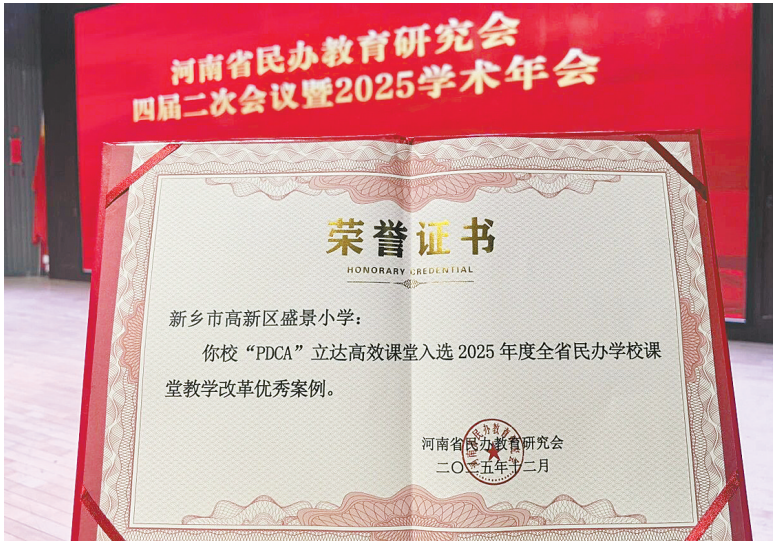 河南省民办教育研究会
四届二次会议暨2025学术年会
荣誉证书
HONORARY CREDENTIAL
新乡市高新区盛景小学：
你校“PDCA”立达高效课堂入选2025年度全省民办学校课
堂教学改革优秀案例。
河南省民办教育研究会
二〇二五年十二月